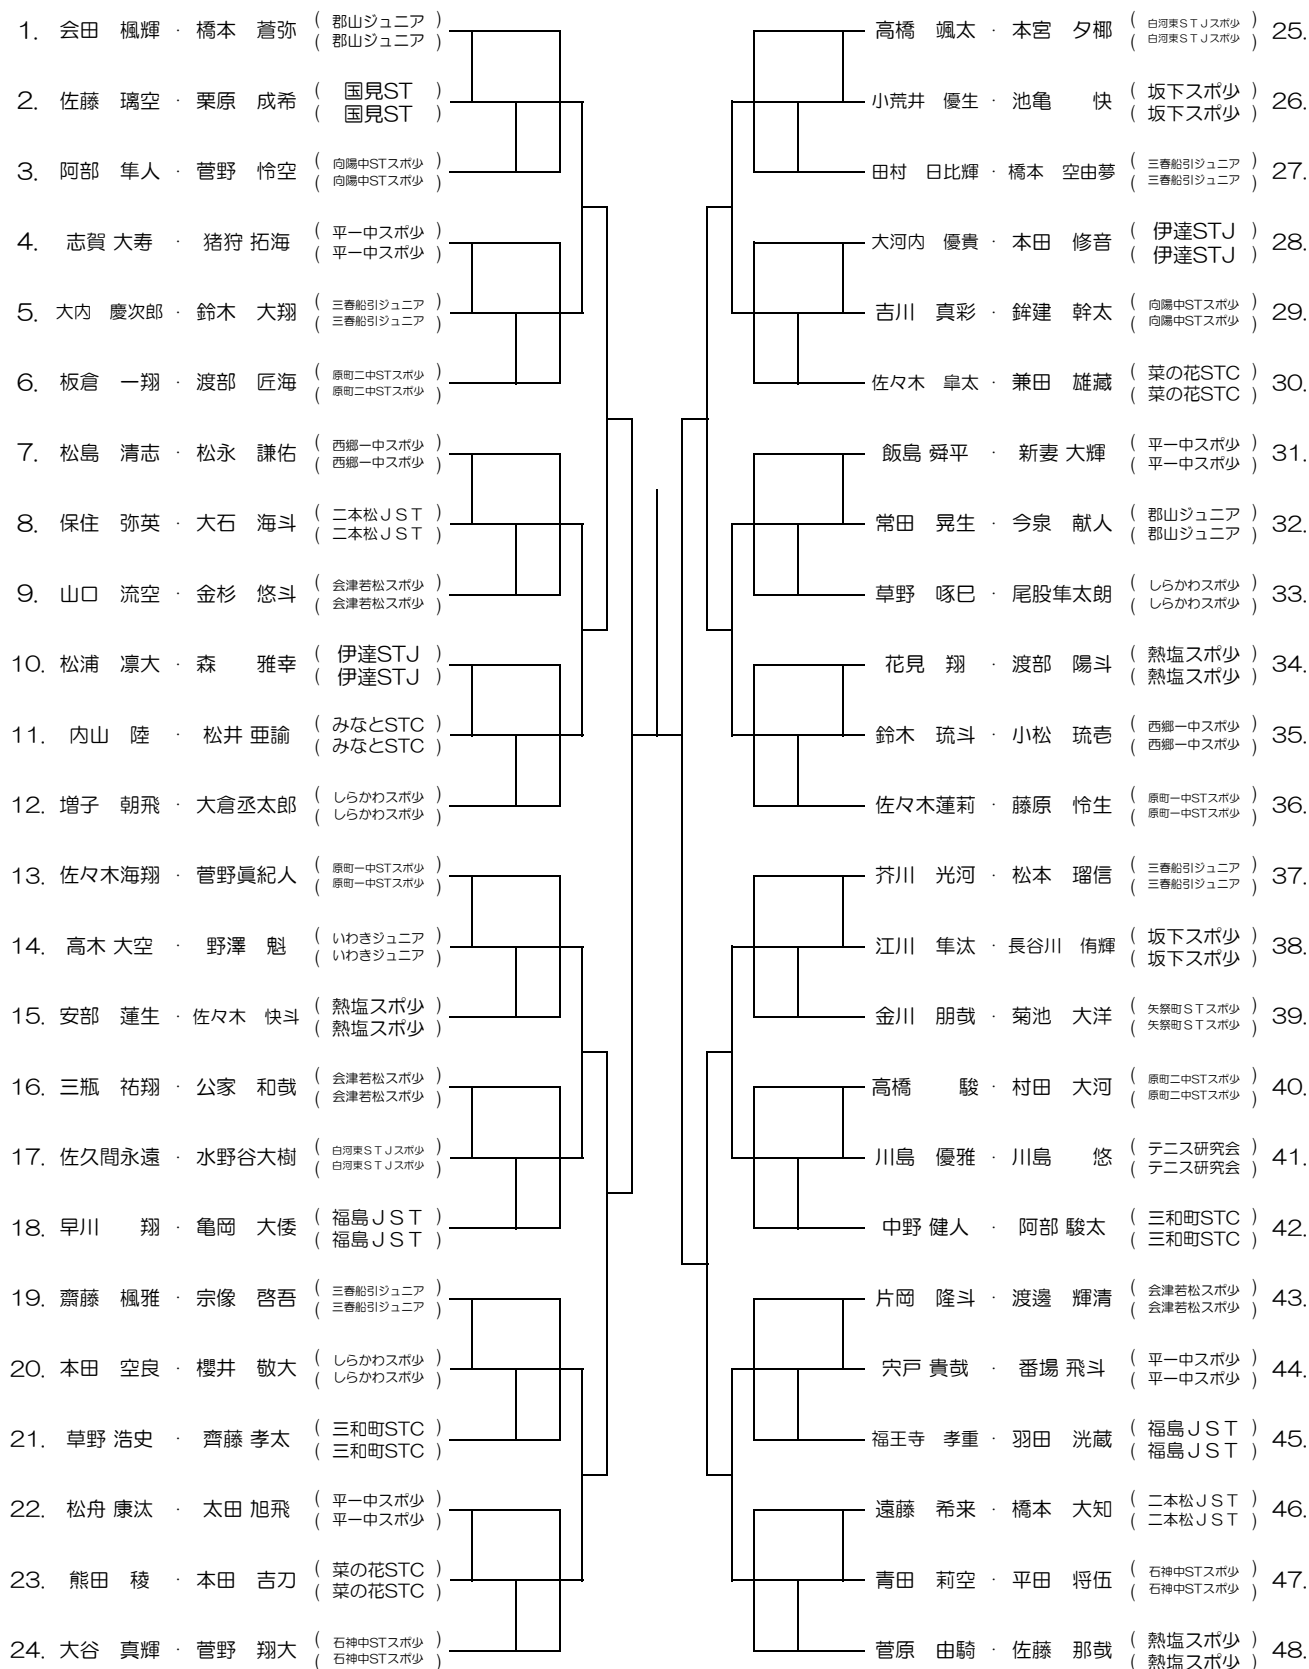 1. 会田 楓輝 · 橋本 蒼弥 ( 郡山ジュニア ) ( 郡山ジュニア )
2. 佐藤 璃空 · 栗原 成希 ( 国見ST ) ( 国見ST )
3. 阿部 隼人 · 菅野 怜空 ( 向陽中STスポ少 ) ( 向陽中STスポ少 )
4. 志賀 大寿 · 猪狩 拓海 ( 平一中スポ少 ) ( 平一中スポ少 )
5. 大内 慶次郎 · 鈴木 大翔 ( 三春船引ジュニア ) ( 三春船引ジュニア )
6. 板倉 一翔 · 渡部 匠海 ( 原町二中STスポ少 ) ( 原町二中STスポ少 )
7. 松島 清志 · 松永 謙佑 ( 西郷一中スポ少 ) ( 西郷一中スポ少 )
8. 保住 弥英 · 大石 海斗 ( 二本松JST ) ( 二本松JST )
9. 山口 流空 · 金杉 悠斗 ( 会津若松スポ少 ) ( 会津若松スポ少 )
10. 松浦 凛大 · 森 雅幸 ( 伊達STJ ) ( 伊達STJ )
11. 内山 陸 · 松井 亜諭 ( みなとSTC ) ( みなとSTC )
12. 増子 朝飛 · 大倉丞太郎 ( しらかわスポ少 ) ( しらかわスポ少 )
13. 佐々木海翔 · 菅野眞紀人 ( 原町一中STスポ少 ) ( 原町一中STスポ少 )
14. 高木 大空 · 野澤 魁 ( いわきジュニア ) ( いわきジュニア )
15. 安部 蓮生 · 佐々木 快斗 ( 熱塩スポ少 ) ( 熱塩スポ少 )
16. 三瓶 祐翔 · 公家 和哉 ( 会津若松スポ少 ) ( 会津若松スポ少 )
17. 佐久間永遠 · 水野谷大樹 ( 白河東STJスポ少 ) ( 白河東STJスポ少 )
18. 早川 翔 · 亀岡 大倭 ( 福島JST ) ( 福島JST )
19. 齋藤 楓雅 · 宗像 啓吾 ( 三春船引ジュニア ) ( 三春船引ジュニア )
20. 本田 空良 · 櫻井 敬大 ( しらかわスポ少 ) ( しらかわスポ少 )
21. 草野 浩史 · 齊藤 孝太 ( 三和町STC ) ( 三和町STC )
22. 松舟 康汰 · 太田 旭飛 ( 平一中スポ少 ) ( 平一中スポ少 )
23. 熊田 稜 · 本田 吉刀 ( 菜の花STC ) ( 菜の花STC )
24. 大谷 真輝 · 菅野 翔大 ( 石神中STスポ少 ) ( 石神中STスポ少 )
高橋 颯太 · 本宮 夕椰 ( 白河東STJスポ少 ) ( 白河東STJスポ少 ) 25.
小荒井 優生 · 池亀 快 ( 坂下スポ少 ) ( 坂下スポ少 ) 26.
田村 日比輝 · 橋本 空由夢 ( 三春船引ジュニア ) ( 三春船引ジュニア ) 27.
大河内 優貴 · 本田 修音 ( 伊達STJ ) ( 伊達STJ ) 28.
吉川 真彩 · 鉾建 幹太 ( 向陽中STスポ少 ) ( 向陽中STスポ少 ) 29.
佐々木 皐太 · 兼田 雄蔵 ( 菜の花STC ) ( 菜の花STC ) 30.
飯島 舜平 · 新妻 大輝 ( 平一中スポ少 ) ( 平一中スポ少 ) 31.
常田 晃生 · 今泉 献人 ( 郡山ジュニア ) ( 郡山ジュニア ) 32.
草野 啄巳 · 尾股隼太朗 ( しらかわスポ少 ) ( しらかわスポ少 ) 33.
花見 翔 · 渡部 陽斗 ( 熱塩スポ少 ) ( 熱塩スポ少 ) 34.
鈴木 琉斗 · 小松 琉壱 ( 西郷一中スポ少 ) ( 西郷一中スポ少 ) 35.
佐々木蓮莉 · 藤原 怜生 ( 原町一中STスポ少 ) ( 原町一中STスポ少 ) 36.
芥川 光河 · 松本 瑠信 ( 三春船引ジュニア ) ( 三春船引ジュニア ) 37.
江川 隼汰 · 長谷川 侑輝 ( 坂下スポ少 ) ( 坂下スポ少 ) 38.
金川 朋哉 · 菊池 大洋 ( 矢祭町STスポ少 ) ( 矢祭町STスポ少 ) 39.
高橋 駿 · 村田 大河 ( 原町二中STスポ少 ) ( 原町二中STスポ少 ) 40.
川島 優雅 · 川島 悠 ( テニス研究会 ) ( テニス研究会 ) 41.
中野 健人 · 阿部 駿太 ( 三和町STC ) ( 三和町STC ) 42.
片岡 隆斗 · 渡邊 輝清 ( 会津若松スポ少 ) ( 会津若松スポ少 ) 43.
宍戸 貴哉 · 番場 飛斗 ( 平一中スポ少 ) ( 平一中スポ少 ) 44.
福王寺 孝重 · 羽田 洸蔵 ( 福島JST ) ( 福島JST ) 45.
遠藤 希来 · 橋本 大知 ( 二本松JST ) ( 二本松JST ) 46.
青田 莉空 · 平田 将伍 ( 石神中STスポ少 ) ( 石神中STスポ少 ) 47.
菅原 由騎 · 佐藤 那哉 ( 熱塩スポ少 ) ( 熱塩スポ少 ) 48.